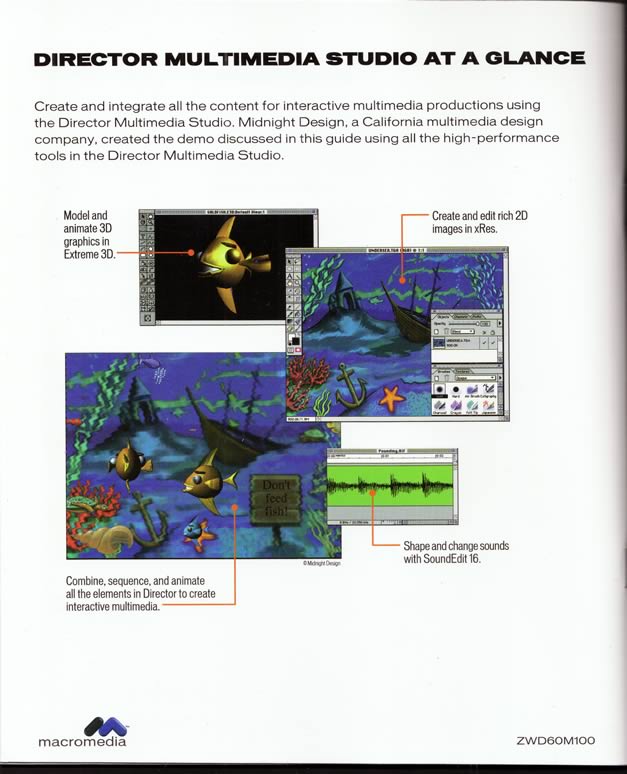 DIRECTOR MULTIMEDIA STUDIO AT A GLANCE
Create and integrate all the content for interactive multimedia productions using
the Director Multimedia Studio. Midnight Design, a California multimedia design
company, created the demo discussed in this guide using all the high-performance
tools in the Director Multimedia Studio.
Model and
animate 3D
graphics in
Extreme 3D.
Create and edit rich 2D
images in xRes.
Don't
feed
fish!
© Midnight Design
Shape and change sounds
with SoundEdit 16.
Combine, sequence, and animate
all the elements in Director to create
interactive multimedia.
macromedia
ZWD60M100